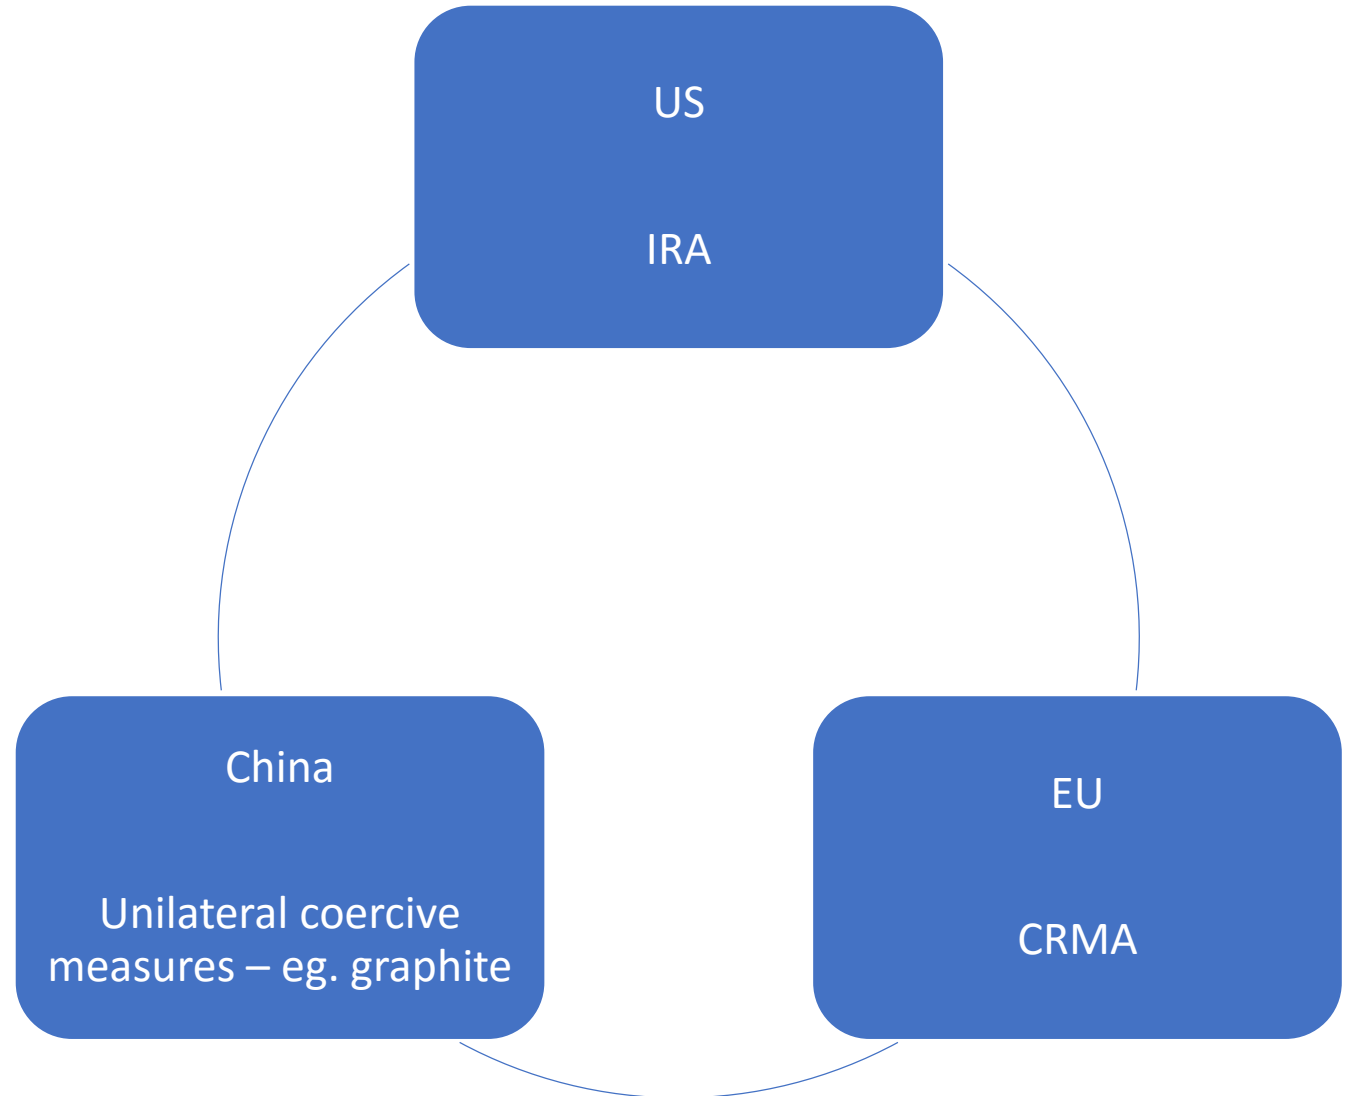 US
IRA
China
Unilateral coercive
measures – eg. graphite
EU
CRMA